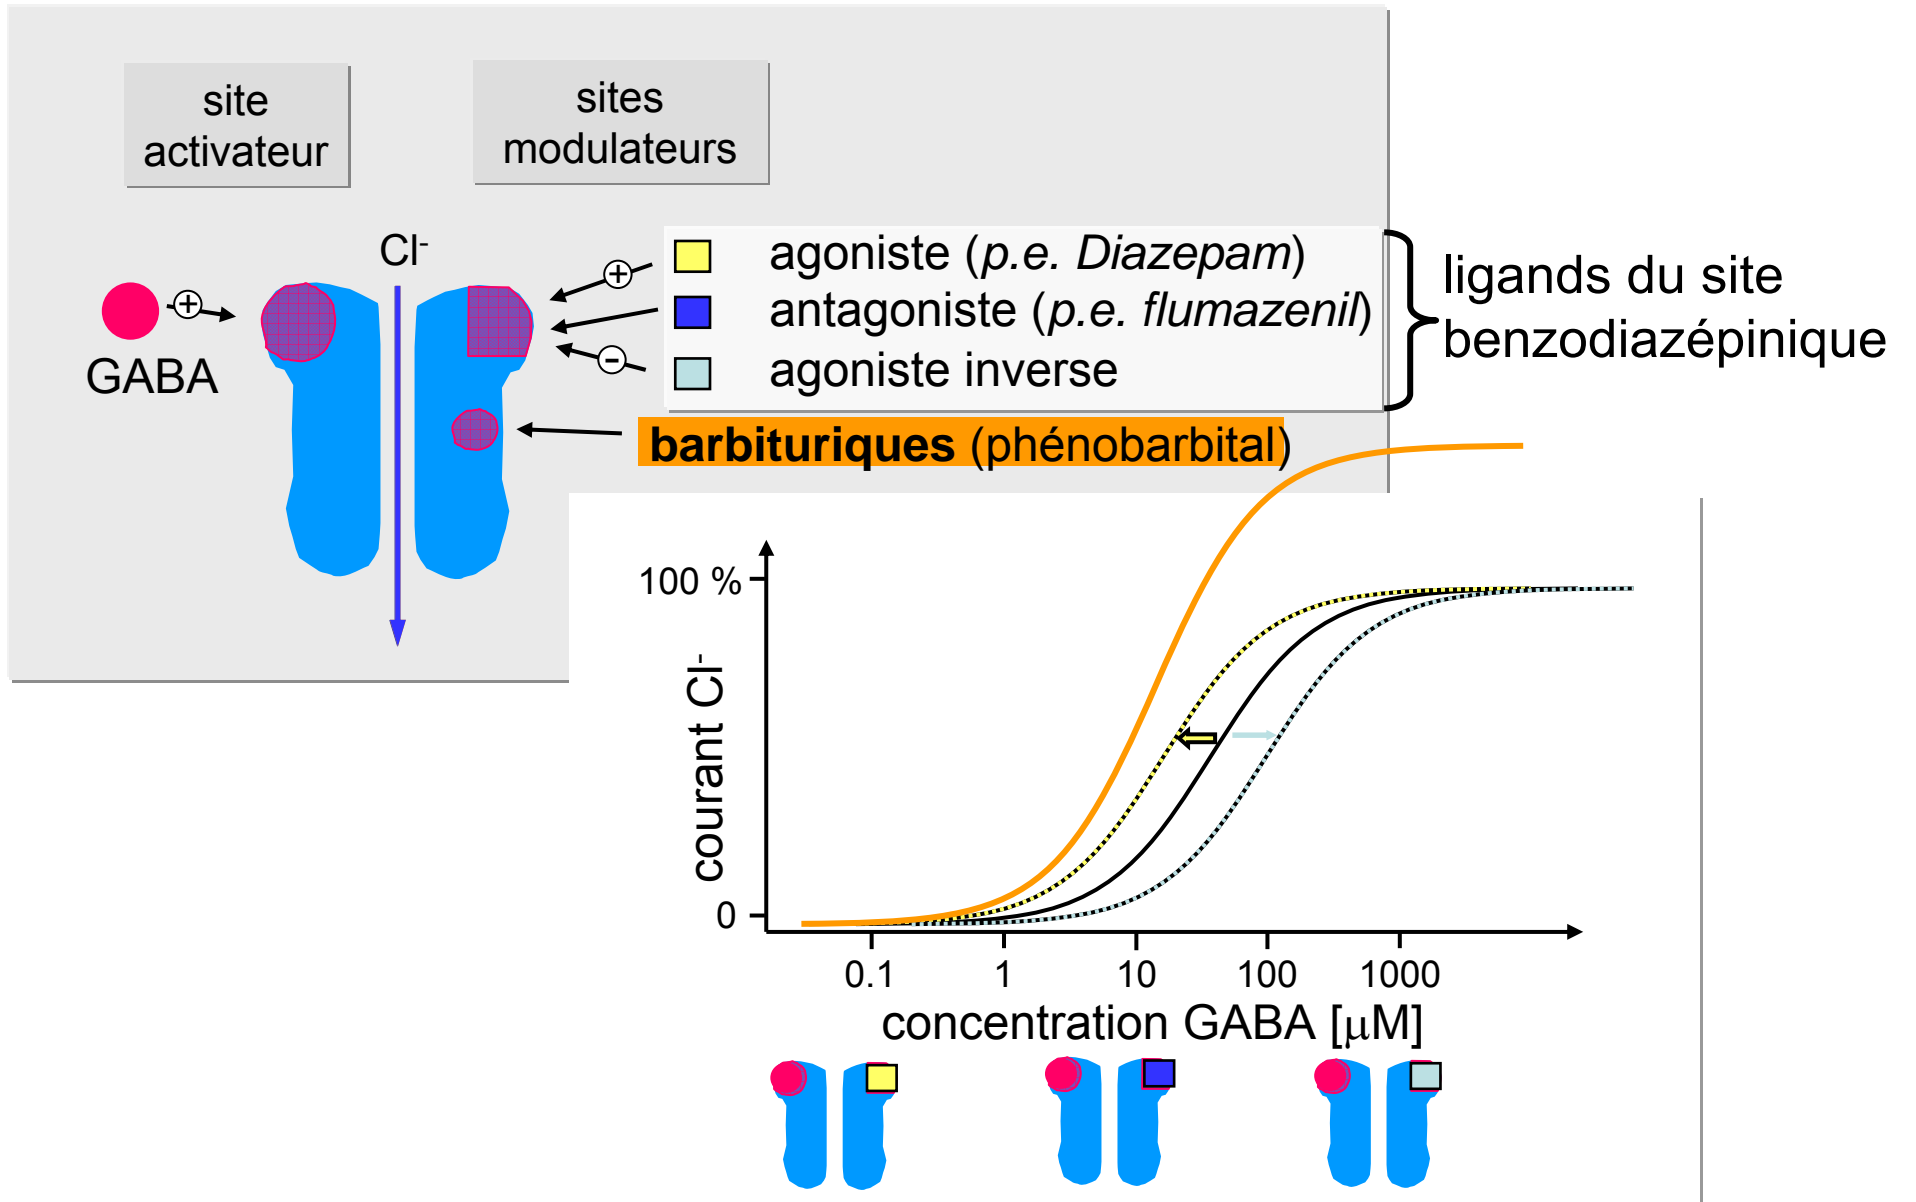 site
activateur
sites
modulateurs
Cl-
+
GABA
+
-
agoniste (p.e. Diazepam)
antagoniste (p.e. flumazenil)
agoniste inverse
ligands du site
benzodiazépinique
barbituriques (phénobarbital)
100 %
courant Cl-
0
0.1 1 10 100 1000
concentration GABA [µM]